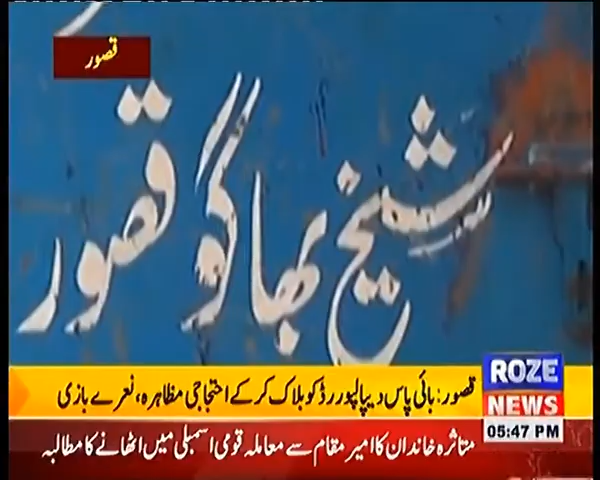 قصور
شیخ بھاگو قصور
قصور: بائی پاس دیپالپور رڈ کو بلاک کر کے احتجاجی مظاہرہ، نعرے بازی
ROZE
NEWS
05:47 PM
متاثرہ خاندان کا امیر مقام سے معاملہ قومی اسمبلی میں اٹھانے کا مطالبہ